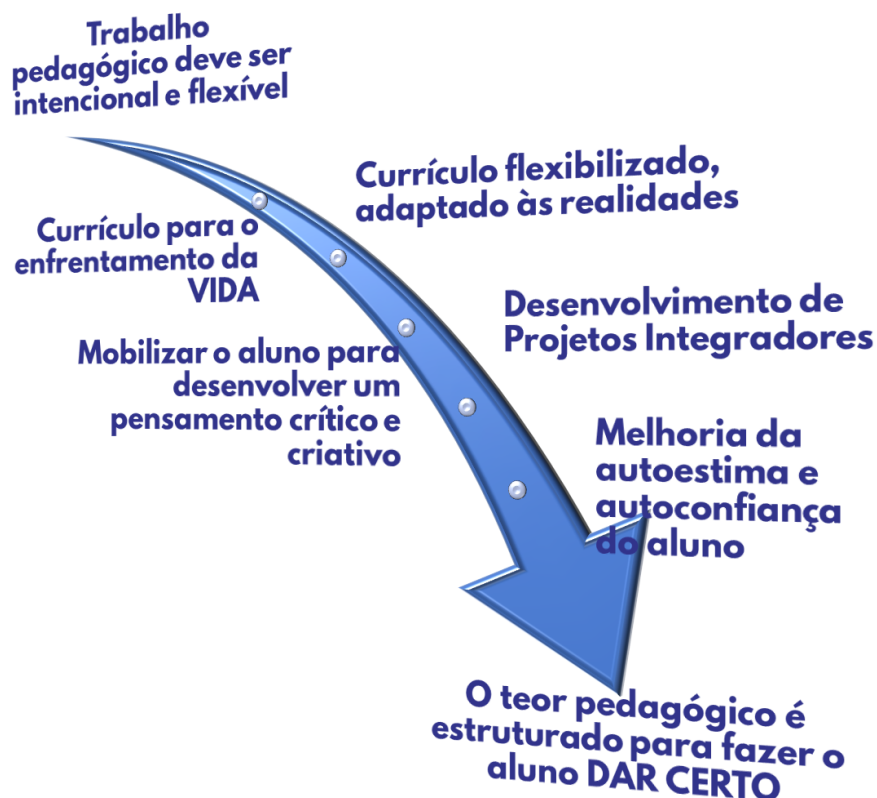 Trabalho
pedagógico deve ser
intencional e flexível
Currículo flexibilizado,
adaptado às realidades
Currículo para o
enfrentamento da
VIDA
Desenvolvimento de
Projetos Integradores
Mobilizar o aluno para
desenvolver um
pensamento crítico e
criativo
Melhoria da
autoestima e
autoconfiança
do aluno
O teor pedagógico é
estruturado para fazer o
aluno DAR CERTO